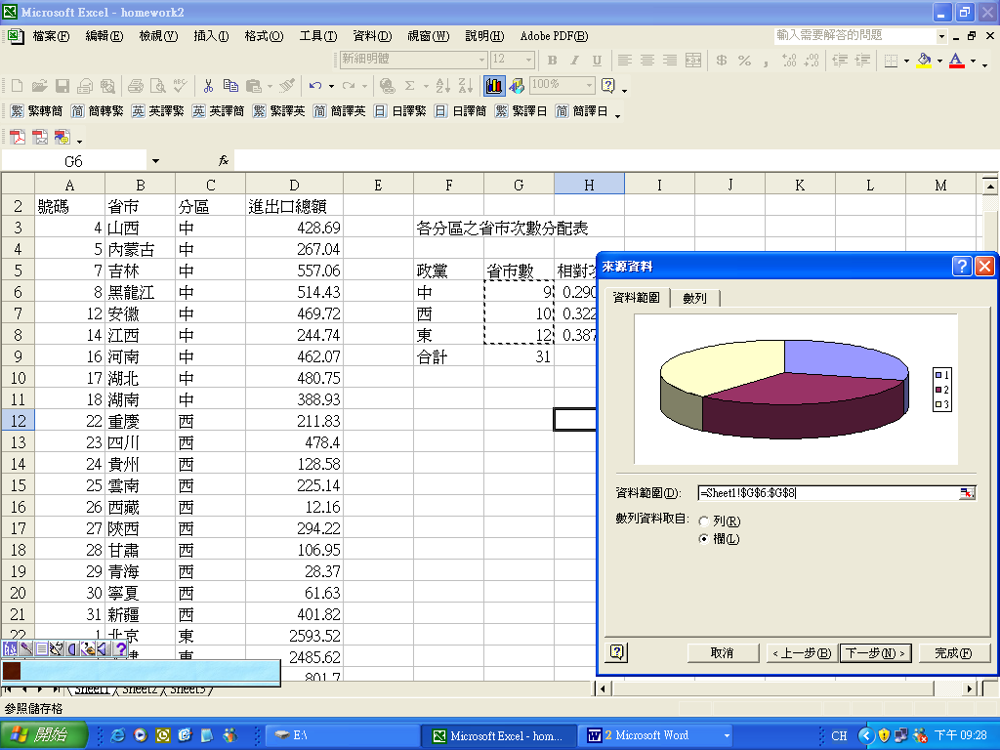 Microsoft Excel - homework2
檔案(F) 編輯(E) 檢視(V) 插入(I) 格式(O) 工具(T) 資料(D) 視窗(W) 說明(H) Adobe PDF(B) 輸入需要解答的問題
新細明體 12 B I U $ % ,
100%
繁 繁轉簡 簡 簡轉繁 英 英譯繁 英 英譯簡 繁 繁譯英 簡 簡譯英 日 日譯繁 日 日譯簡 繁 繁譯日 簡 簡譯日
G6 fx
A B C D E F G H I J K L M
2 號碼 省市 分區 進出口總額
3 4 山西 中 428.69 各分區之省市次數分配表
4 5 內蒙古 中 267.04
5 7 吉林 中 557.06 政黨 省市數 相對
6 8 黑龍江 中 514.43 中 9 0.290
7 12 安徽 中 469.72 西 10 0.322
8 14 江西 中 244.74 東 12 0.387
9 16 河南 中 462.07 合計 31
10 17 湖北 中 480.75
11 18 湖南 中 388.93
12 22 重慶 西 211.83
13 23 四川 西 478.4
14 24 貴州 西 128.58
15 25 雲南 西 225.14
16 26 西藏 西 12.16
17 27 陝西 西 294.22
18 28 甘肅 西 106.95
19 29 青海 西 28.37
20 30 寧夏 西 61.63
21 31 新疆 西 401.82
22 1 北京 東 2593.52
東 2485.62
801.7
Sheet1 Sheet2 Sheet3
來源資料
資料範圍 數列
1
2
3
資料範圍(D): =Sheet1!$G$6:$G$8
數列資料取自: 列(R)
欄(L)
取消 < 上一步(B) 下一步(N) > 完成(F)
參照儲存格
開始 E:\ Microsoft Excel - hom... 2 Microsoft Word CH 下午 09:28